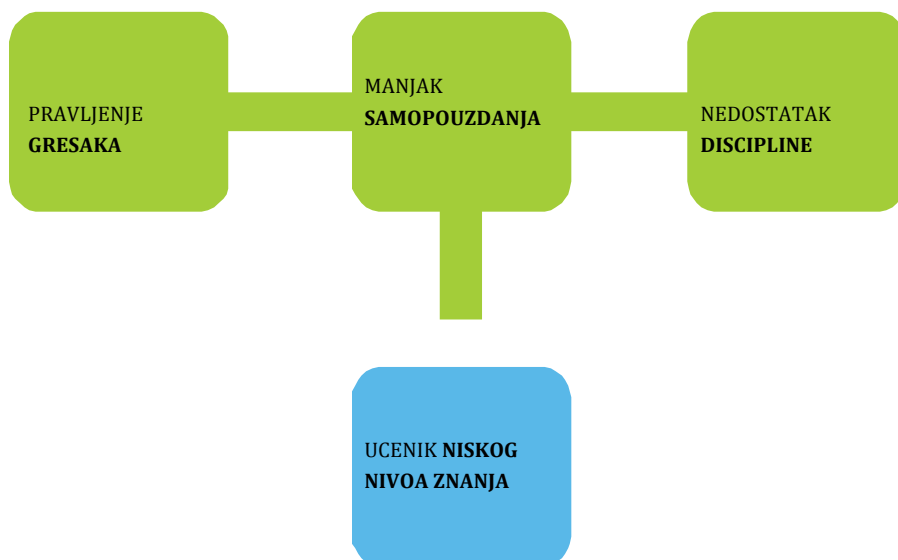 PRAVLJENJE
GRESAKA
MANJAK
SAMOPOUZDANJA
NEDOSTATAK
DISCIPLINE
UCENIK NISKOG
NIVOA ZNANJA